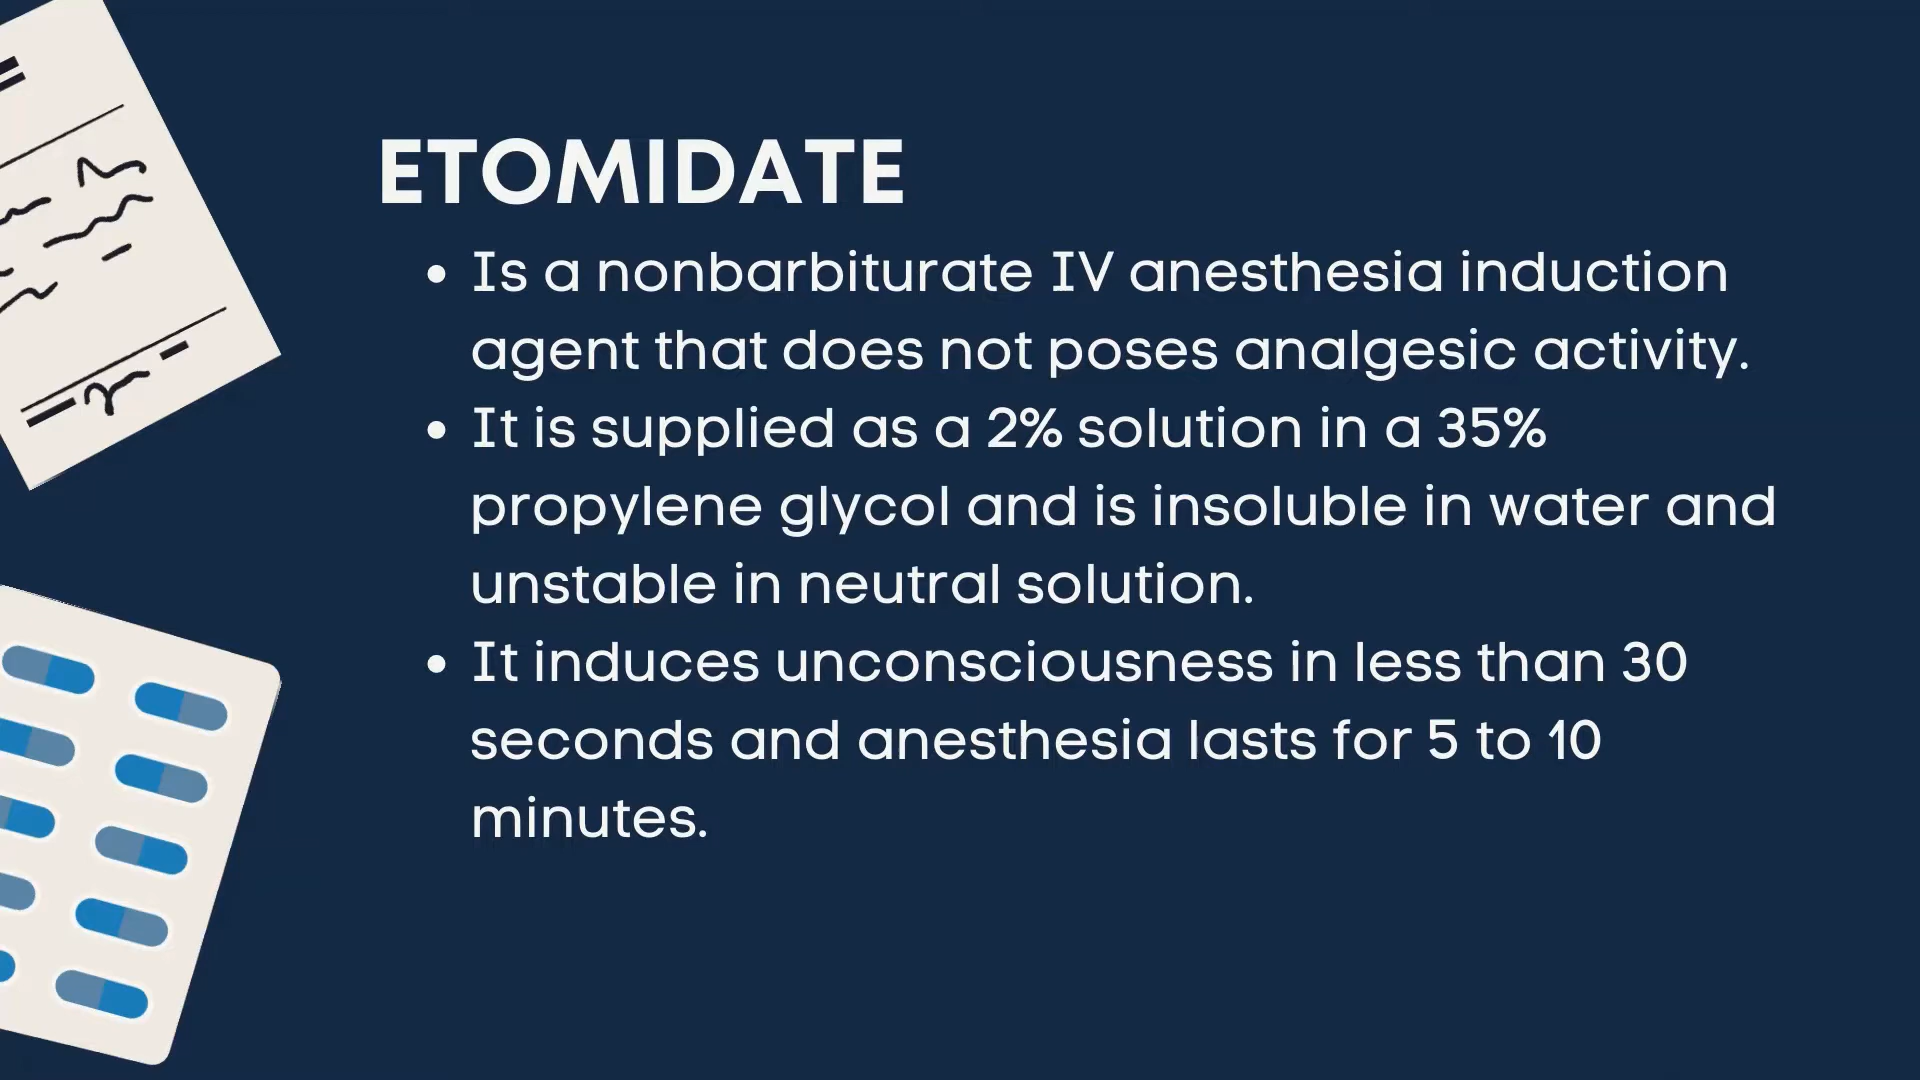 ETOMIDATE
• Is a nonbarbiturate IV anesthesia induction
agent that does not poses analgesic activity.
• It is supplied as a 2% solution in a 35%
propylene glycol and is insoluble in water and
unstable in neutral solution.
• It induces unconsciousness in less than 30
seconds and anesthesia lasts for 5 to 10
minutes.